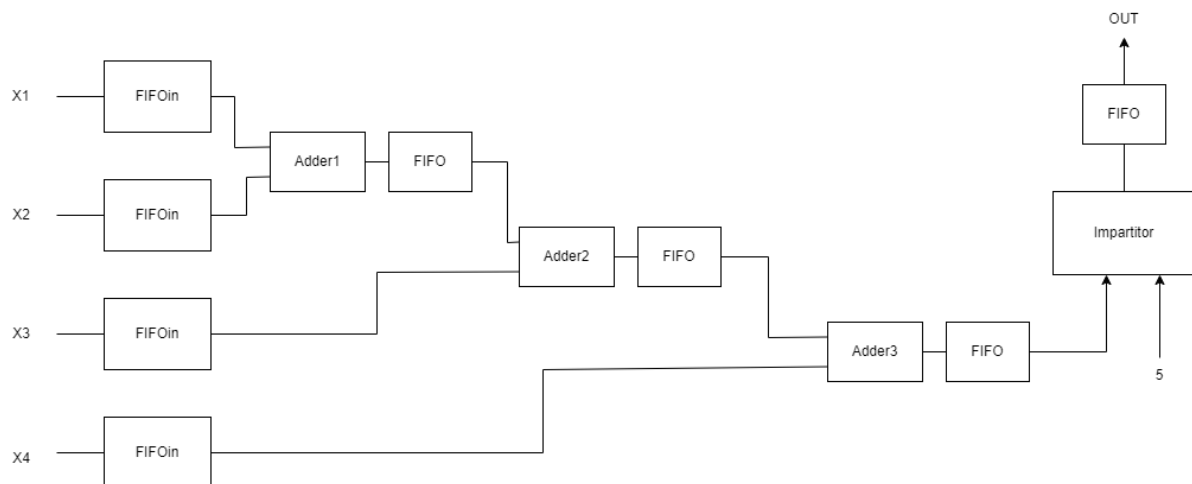 OUT
X1
FIFOin
FIFO
Adder1
FIFO
X2
FIFOin
Adder2
FIFO
Impartitor
X3
FIFOin
Adder3
FIFO
5
X4
FIFOin